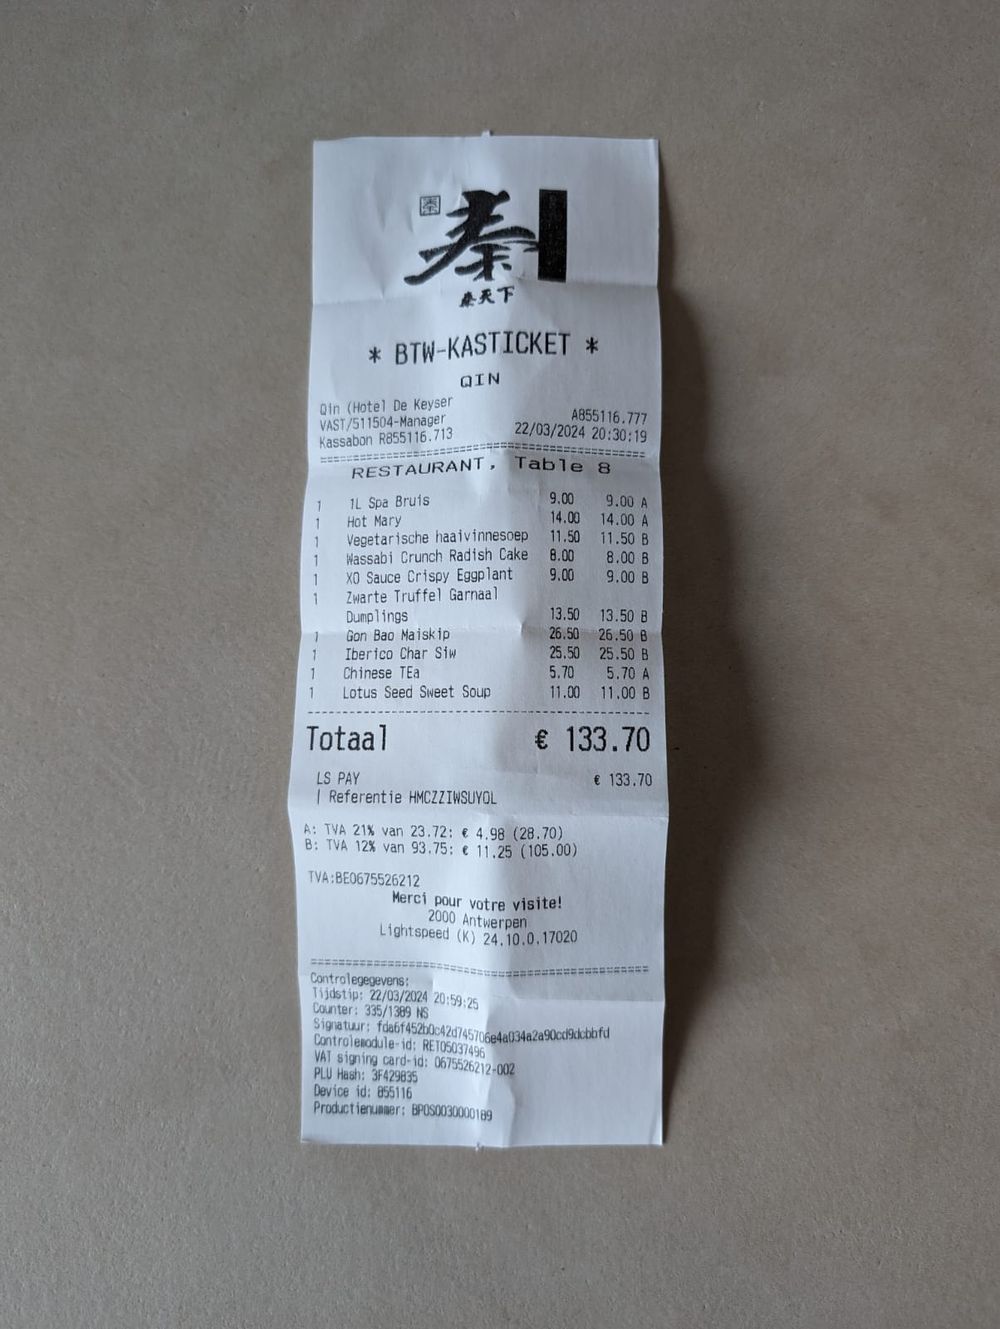 秦
秦
秦天下
* BTW-KASTICKET *
QIN
Qin (Hotel De Keyser
VAST/511504-Manager A855116.777
Kassabon R855116.713 22/03/2024 20:30:19
RESTAURANT, Table 8
1 1L Spa Bruis 9.00 9.00 A
1 Hot Mary 14.00 14.00 A
1 Vegetarische haaivinnesoep 11.50 11.50 B
1 Wassabi Crunch Radish Cake 8.00 8.00 B
1 XO Sauce Crispy Eggplant 9.00 9.00 B
1 Zwarte Truffel Garnaal
Dumplings 13.50 13.50 B
1 Gon Bao Maiskip 26.50 26.50 B
1 Iberico Char Siw 25.50 25.50 B
1 Chinese TEa 5.70 5.70 A
1 Lotus Seed Sweet Soup 11.00 11.00 B
Totaal € 133.70
LS PAY € 133.70
| Referentie HMCZZIWSUYOL
A: TVA 21% van 23.72: € 4.98 (28.70)
B: TVA 12% van 93.75: € 11.25 (105.00)
TVA:BE0675526212
Merci pour votre visite!
2000 Antwerpen
Lightspeed (K) 24.10.0.17020
Controlegegevens:
Tijdstip: 22/03/2024 20:59:25
Counter: 335/1389 NS
Signatuur: fda6f452b0c42d745706e4a034a2a90cd9dcbbfd
Controlemodule-id: RET05037496
VAT signing card-id: 0675526212-002
PLU Hash: 3F429835
Device id: 855116
Productienummer: BPOS0030000189